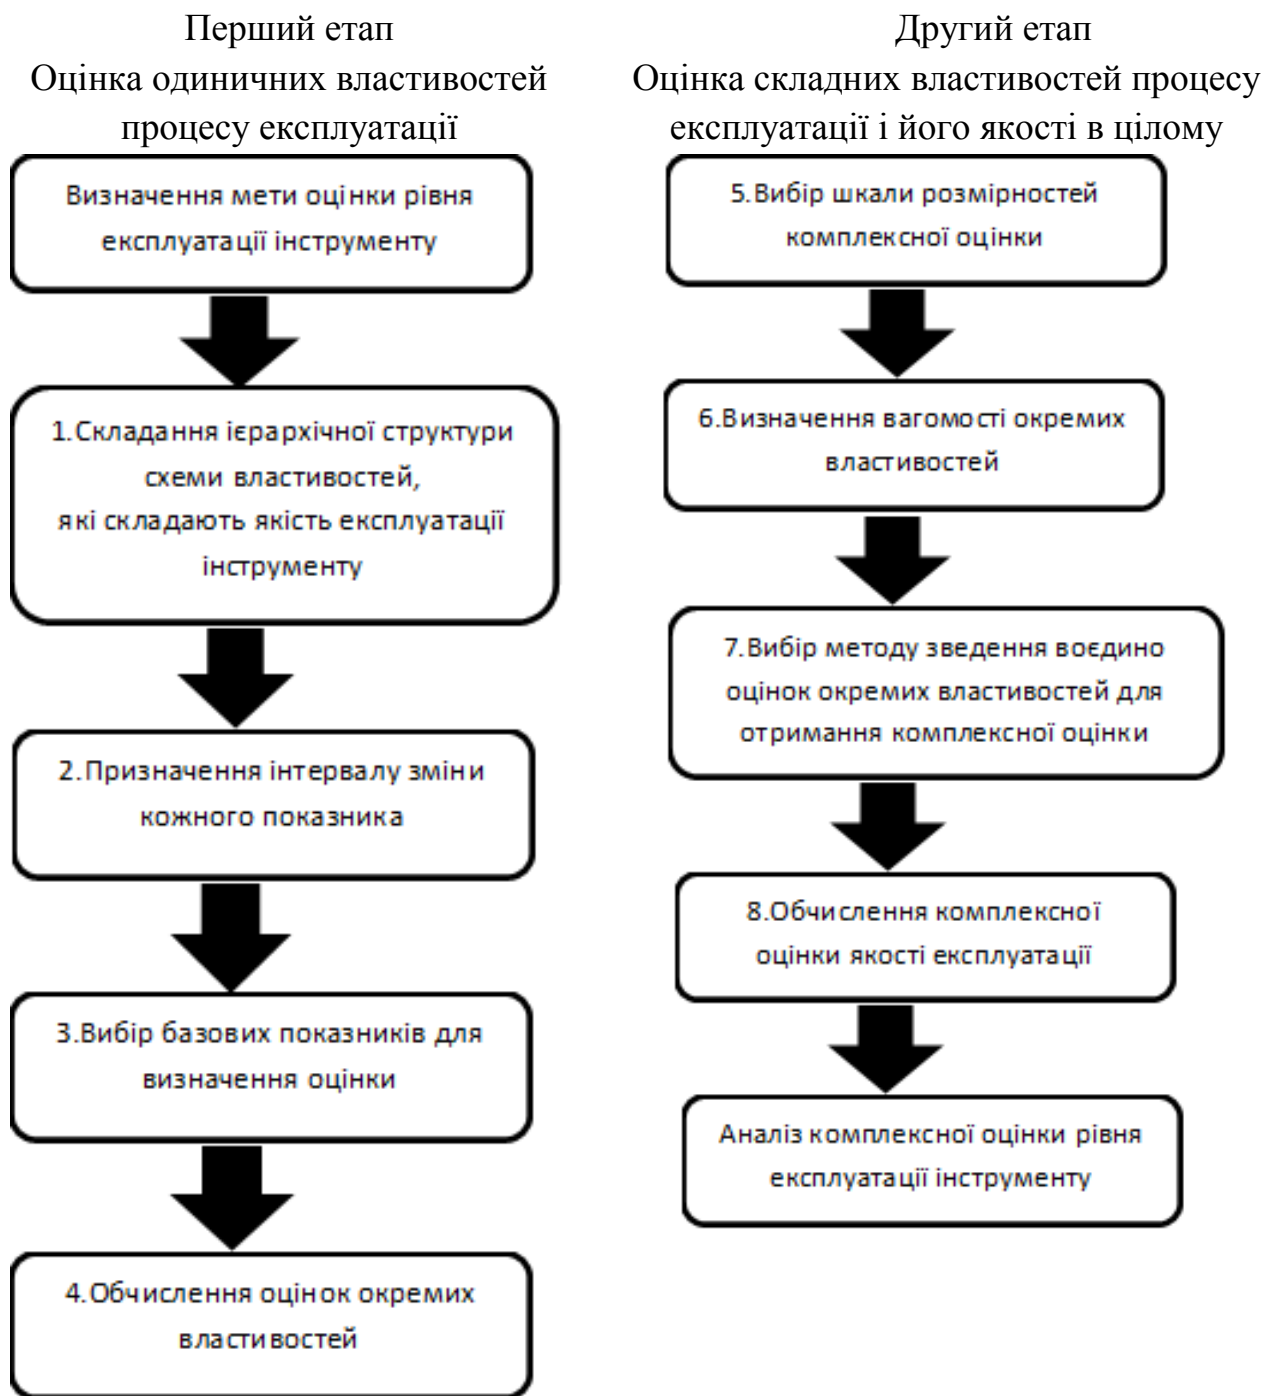 Перший етап
Оцінка одиничних властивостей
процесу експлуатації
Визначення мети оцінки рівня
експлуатації інструменту
1.Складання ієрархічної структури
схеми властивостей,
які складають якість експлуатації
інструменту
2.Призначення інтервалу зміни
кожного показника
3.Вибір базових показників для
визначення оцінки
4.Обчислення оцінок окремих
властивостей
Другий етап
Оцінка складних властивостей процесу
експлуатації і його якості в цілому
5.Вибір шкали розмірностей
комплексної оцінки
6.Визначення вагомості окремих
властивостей
7.Вибір методу зведення воєдино
оцінок окремих властивостей для
отримання комплексної оцінки
8.Обчислення комплексної
оцінки якості експлуатації
Аналіз комплексної оцінки рівня
експлуатації інструменту